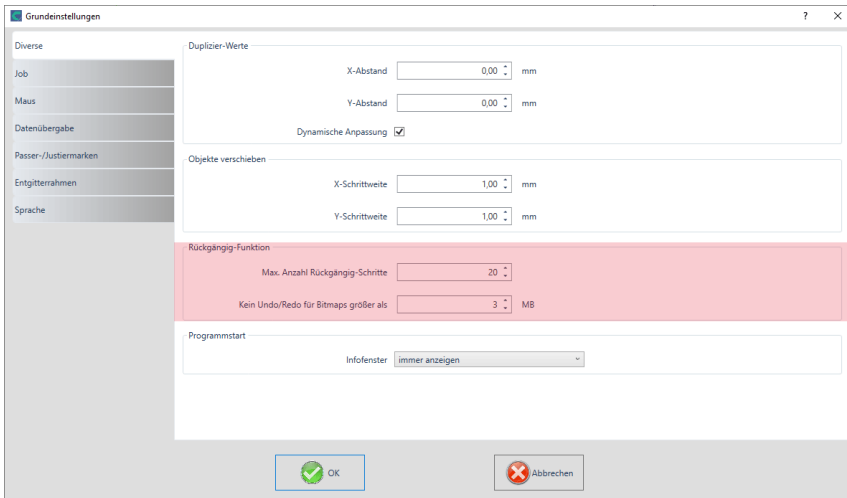 Grundeinstellungen ?
Diverse
Job
Maus
Datenübergabe
Passer-/Justiermarken
Entgitterrahmen
Sprache
Duplizier-Werte
X-Abstand 0,00 mm
Y-Abstand 0,00 mm
Dynamische Anpassung
Objekte verschieben
X-Schrittweite 1,00 mm
Y-Schrittweite 1,00 mm
Rückgängig-Funktion
Max. Anzahl Rückgängig-Schritte 20
Kein Undo/Redo für Bitmaps größer als 3 MB
Programmstart
Infofenster immer anzeigen
OK Abbrechen